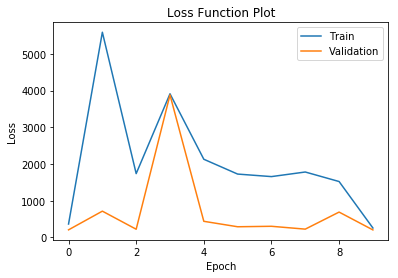 Loss Function Plot
Train
Validation
Loss
5000
4000
3000
2000
1000
0
0 2 4 6 8
Epoch